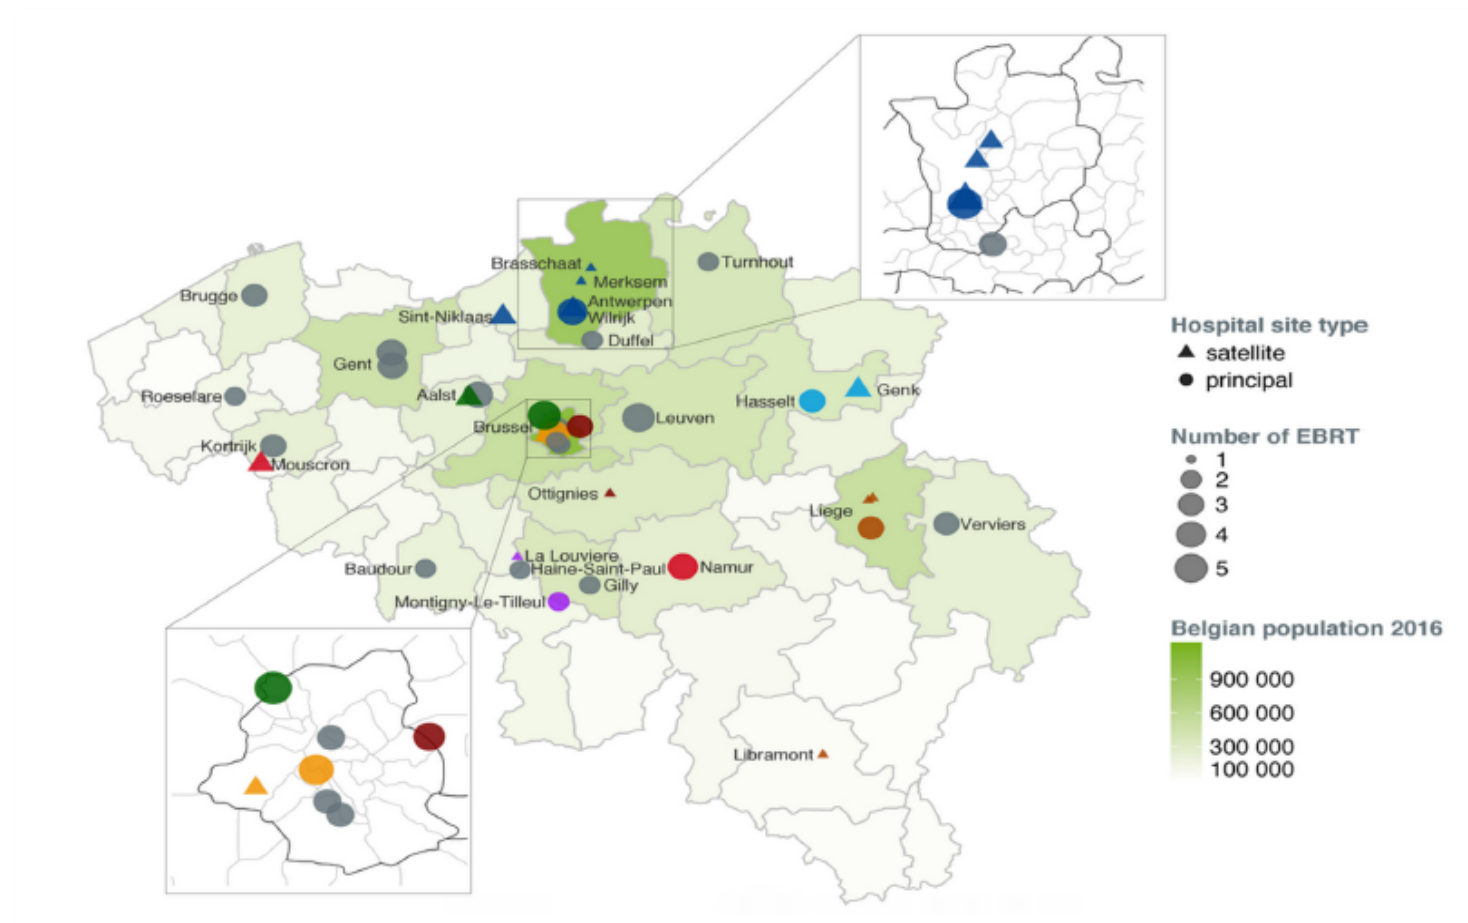 Brasschaat
Turnhout
Merksem
Brugge
Antwerpen
Sint-Niklaas
Wilrijk
Duffel
Hospital site type
satellite
Gent
principal
Roeselare
Aalst
Hasselt
Genk
Brussel
Leuven
Number of EBRT
Kortrijk
1
Mouscron
2
Ottignies
3
Liege
Verviers
4
La Louviere
Baudour
Haine-Saint-Paul
Namur
5
Gilly
Montigny-Le-Tilleul
Belgian population 2016
900 000
600 000
300 000
Libramont
100 000